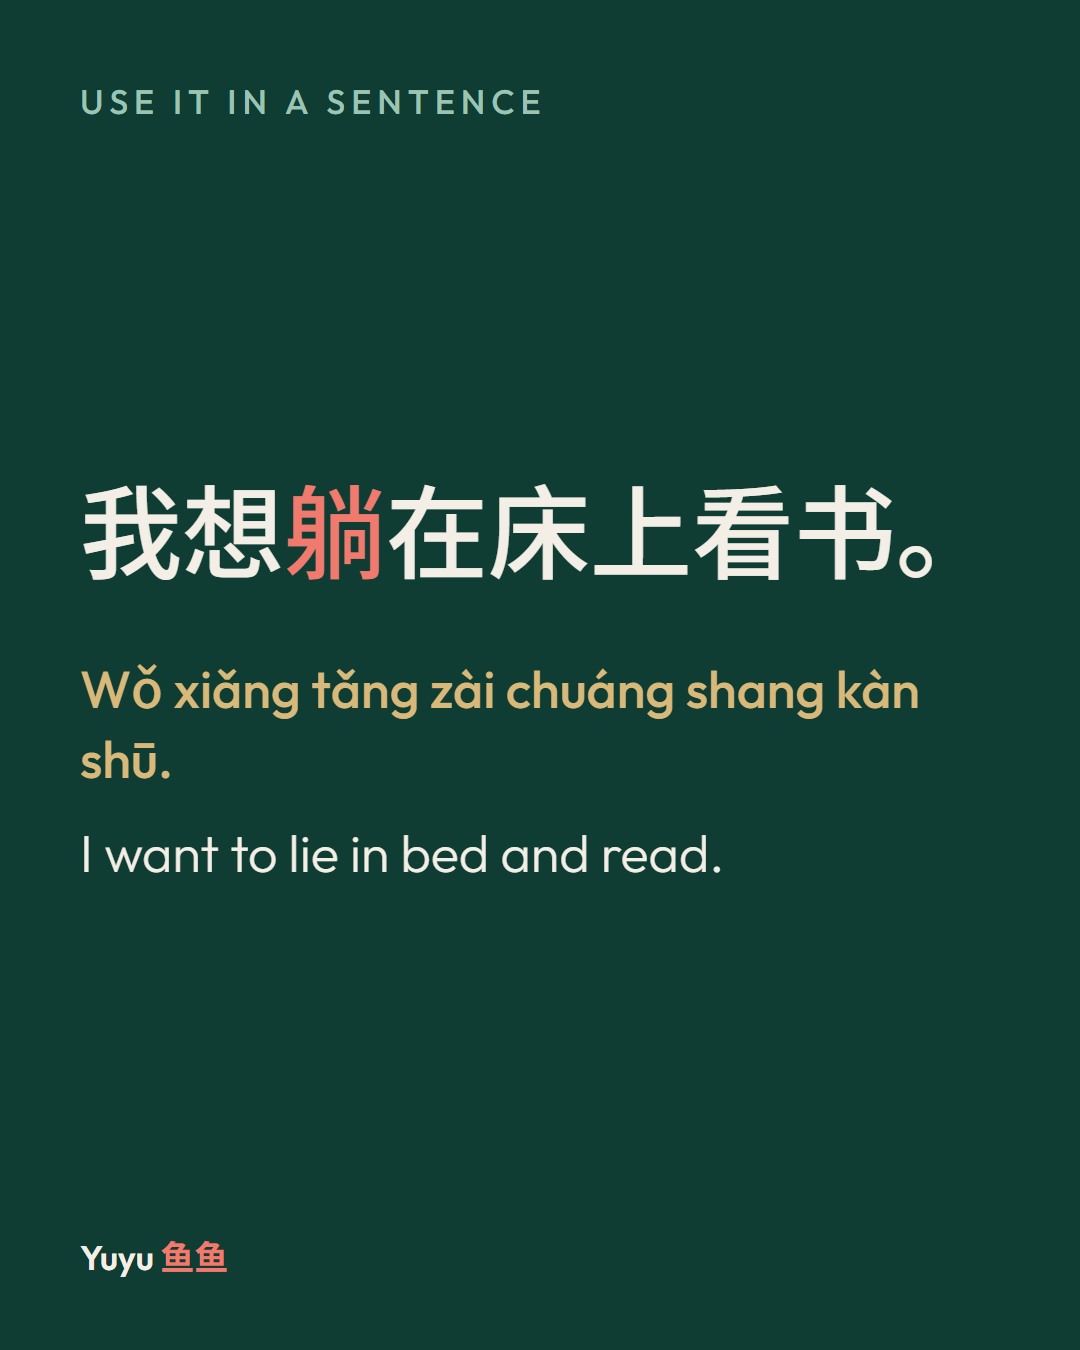 USE IT IN A SENTENCE
我想躺在床上看书。
Wǒ xiǎng tǎng zài chuáng shang kàn
shū.
I want to lie in bed and read.
Yuyu 鱼鱼